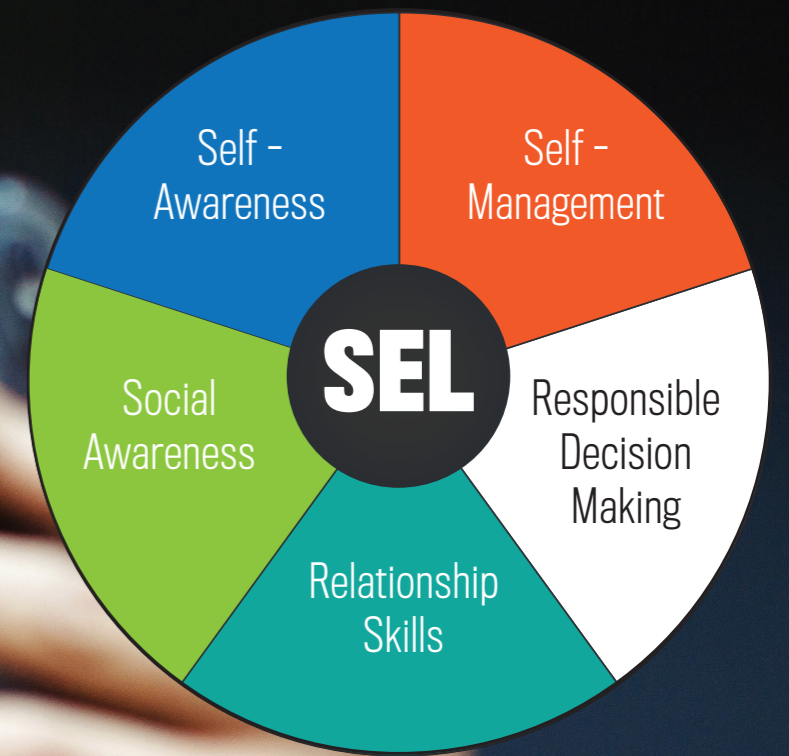 Self -
Awareness
Self -
Management
Social
Awareness
SEL
Responsible
Decision
Making
Relationship
Skills